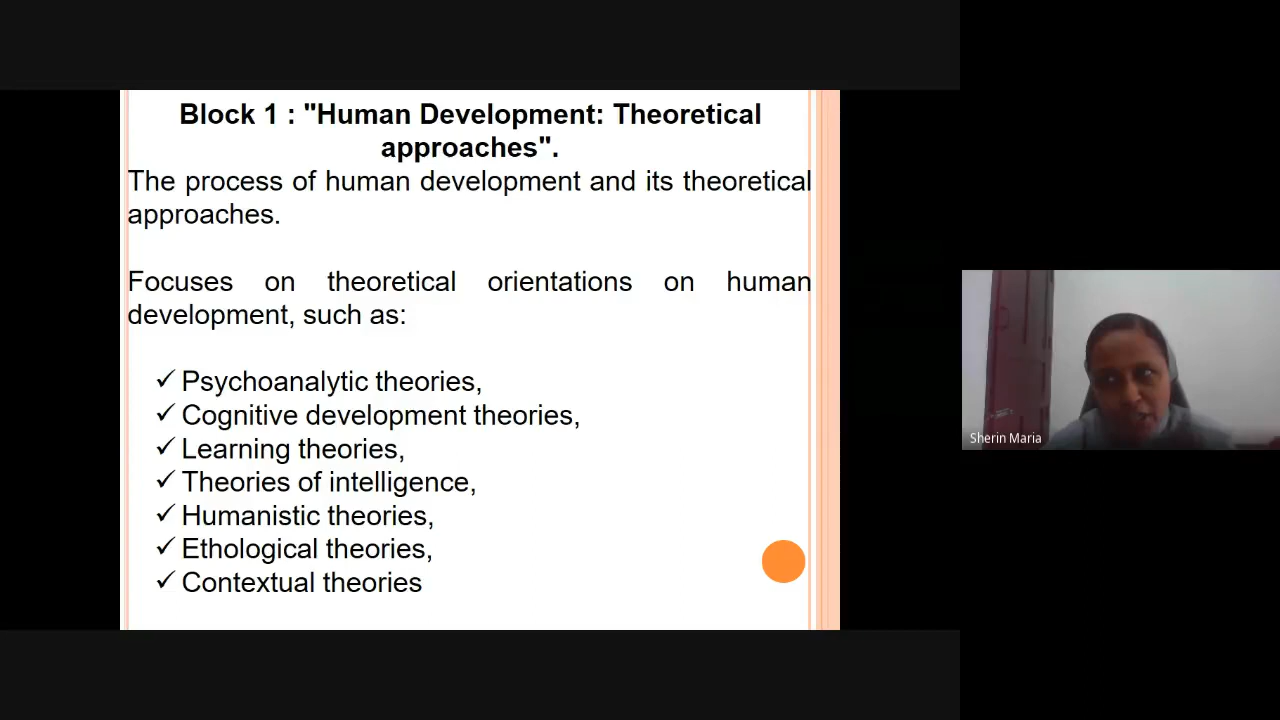 Block 1 : "Human Development: Theoretical
approaches".
The process of human development and its theoretical
approaches.
Focuses on theoretical orientations on human
development, such as:
✓ Psychoanalytic theories,
✓ Cognitive development theories,
✓ Learning theories,
✓ Theories of intelligence,
✓ Humanistic theories,
✓ Ethological theories,
✓ Contextual theories
Sherin Maria